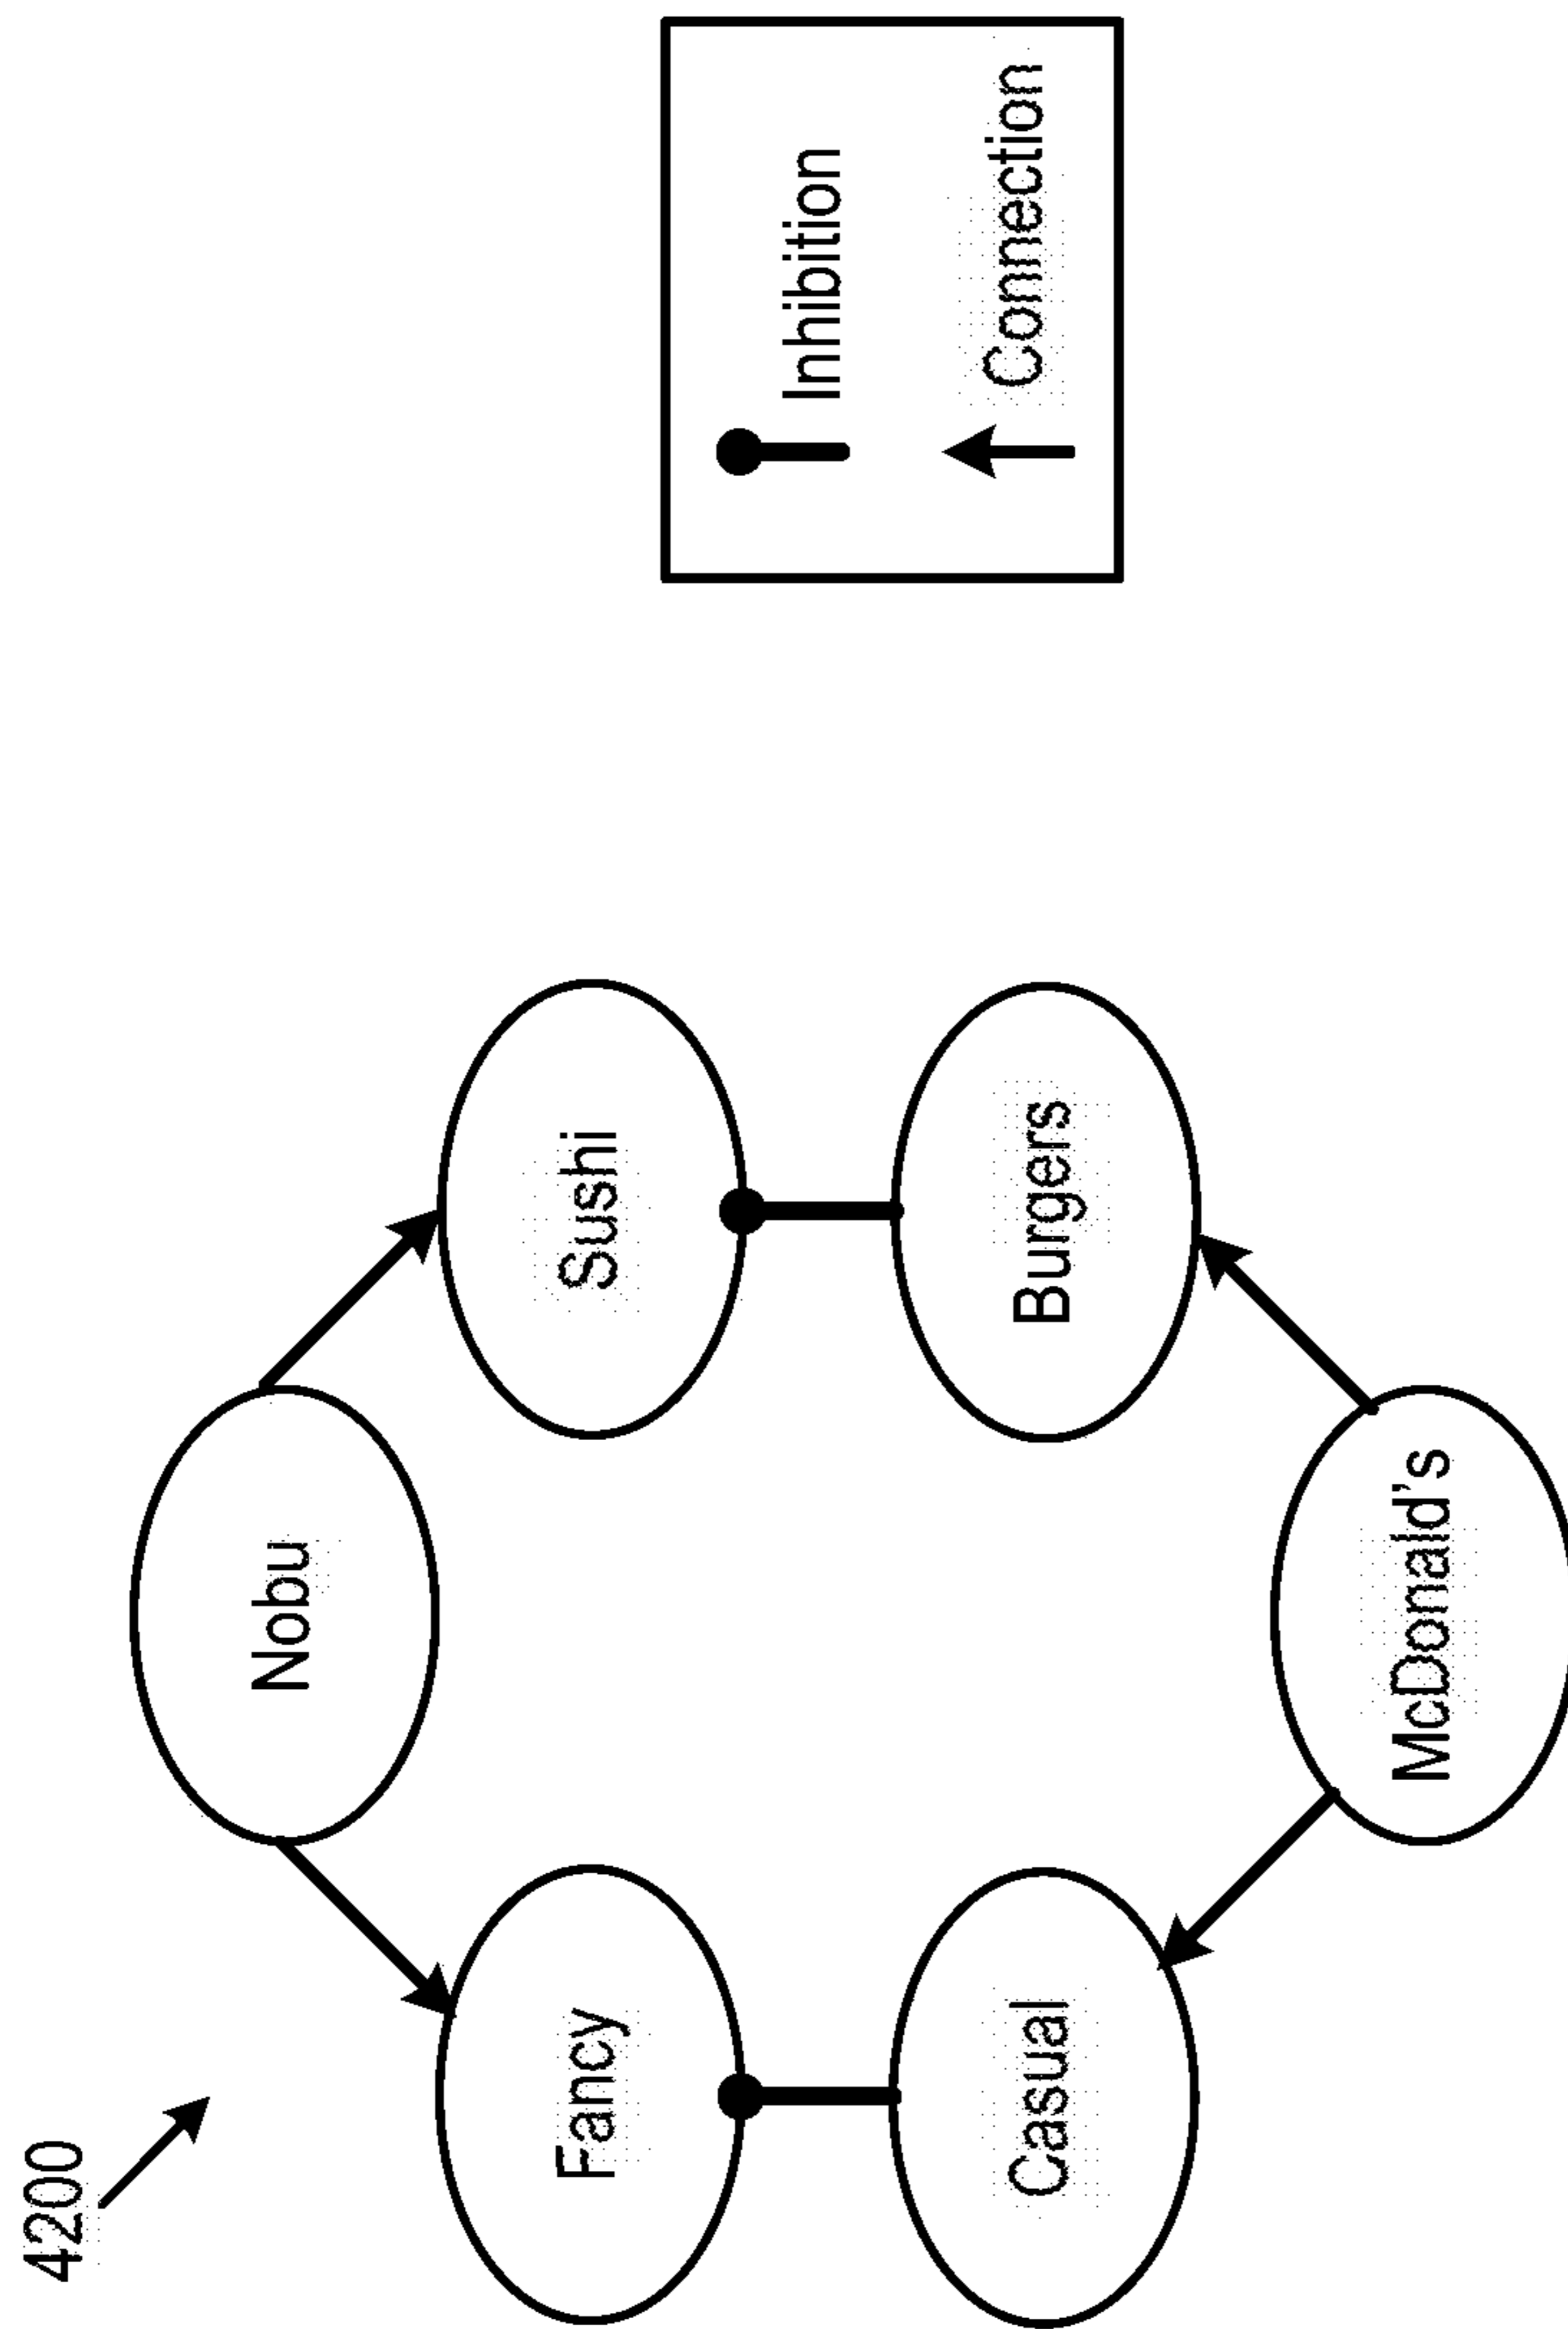 4200
Nobu
Fancy
Sushi
Casual
Burgers
McDonald's
Inhibition
Connection